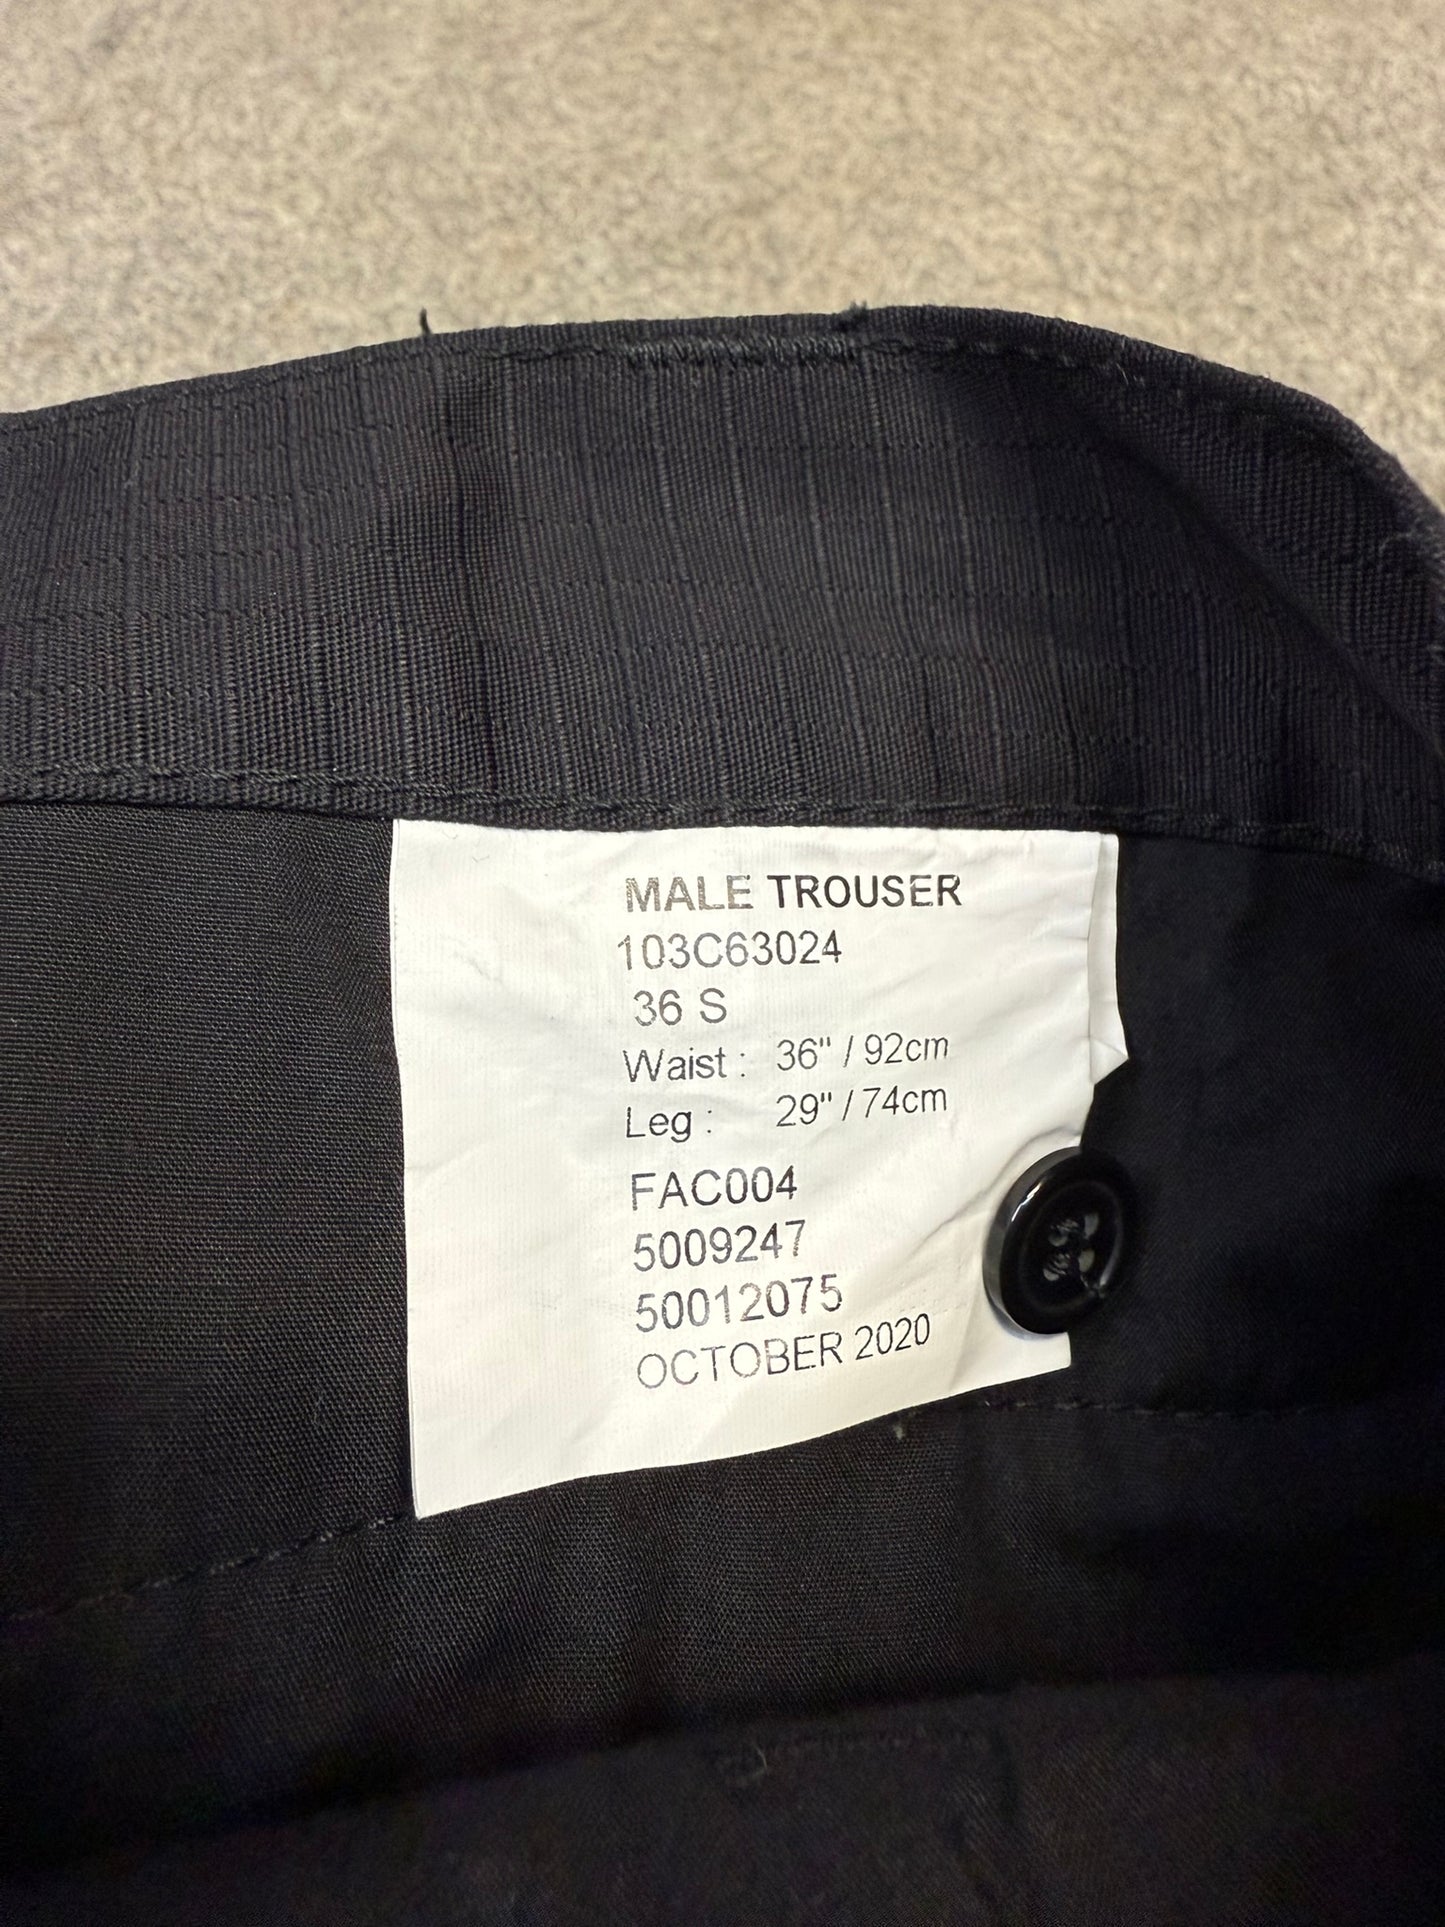 MALE TROUSER
103C63024
36 S
Waist : 36" / 92cm
Leg : 29" / 74cm
FAC004
5009247
50012075
OCTOBER 2020